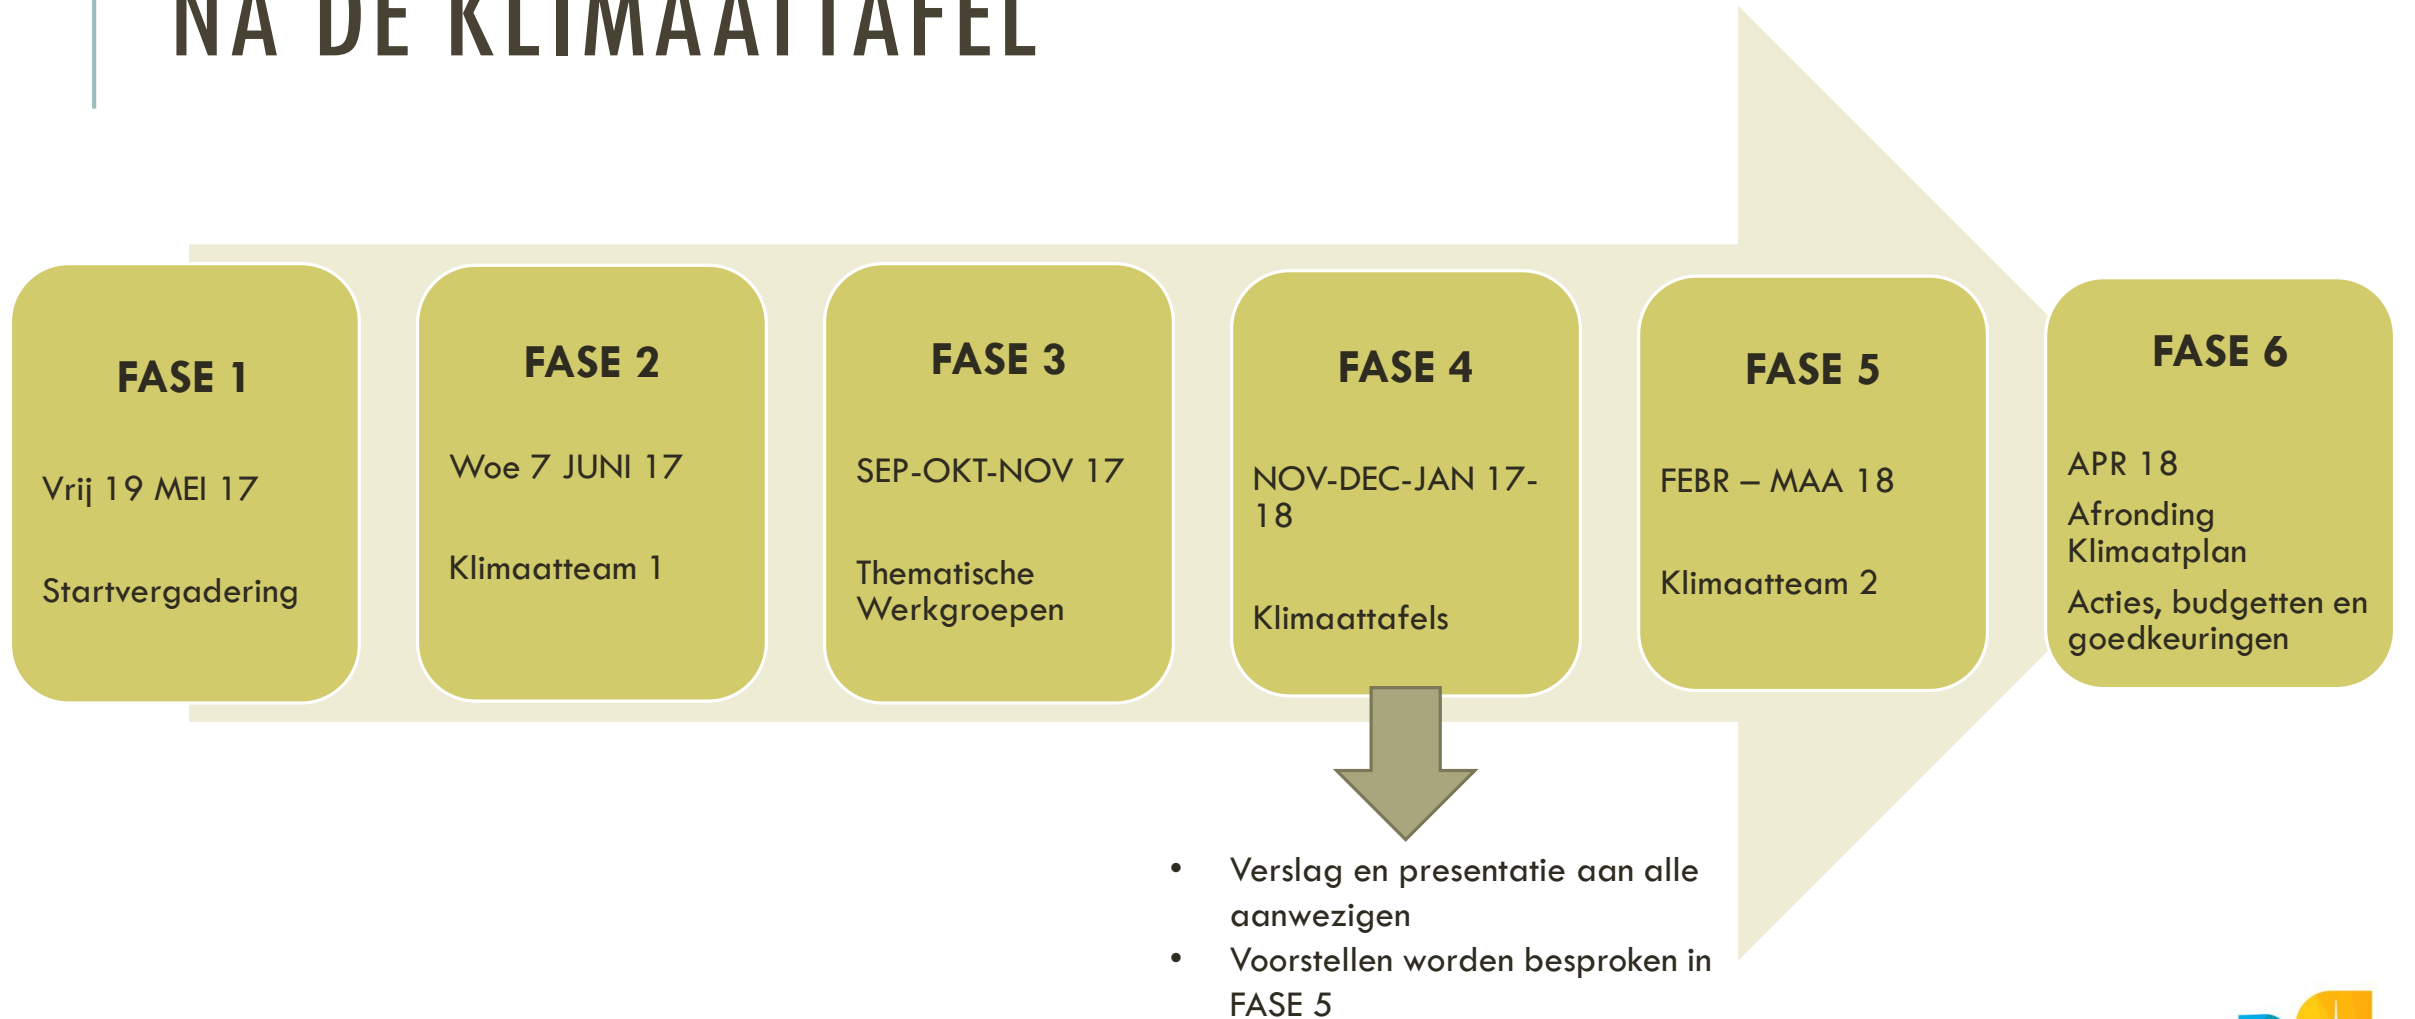 NA DE KLIMAATTAFEL
FASE 1
Vrij 19 MEI 17
Startvergadering
FASE 2
Woe 7 JUNI 17
Klimaatteam 1
FASE 3
SEP-OKT-NOV 17
Thematische
Werkgroepen
FASE 4
NOV-DEC-JAN 17-
18
Klimaattafels
FASE 5
FEBR – MAA 18
Klimaatteam 2
FASE 6
APR 18
Afronding
Klimaatplan
Acties, budgetten en
goedkeuringen
• Verslag en presentatie aan alle
aanwezigen
• Voorstellen worden besproken in
FASE 5